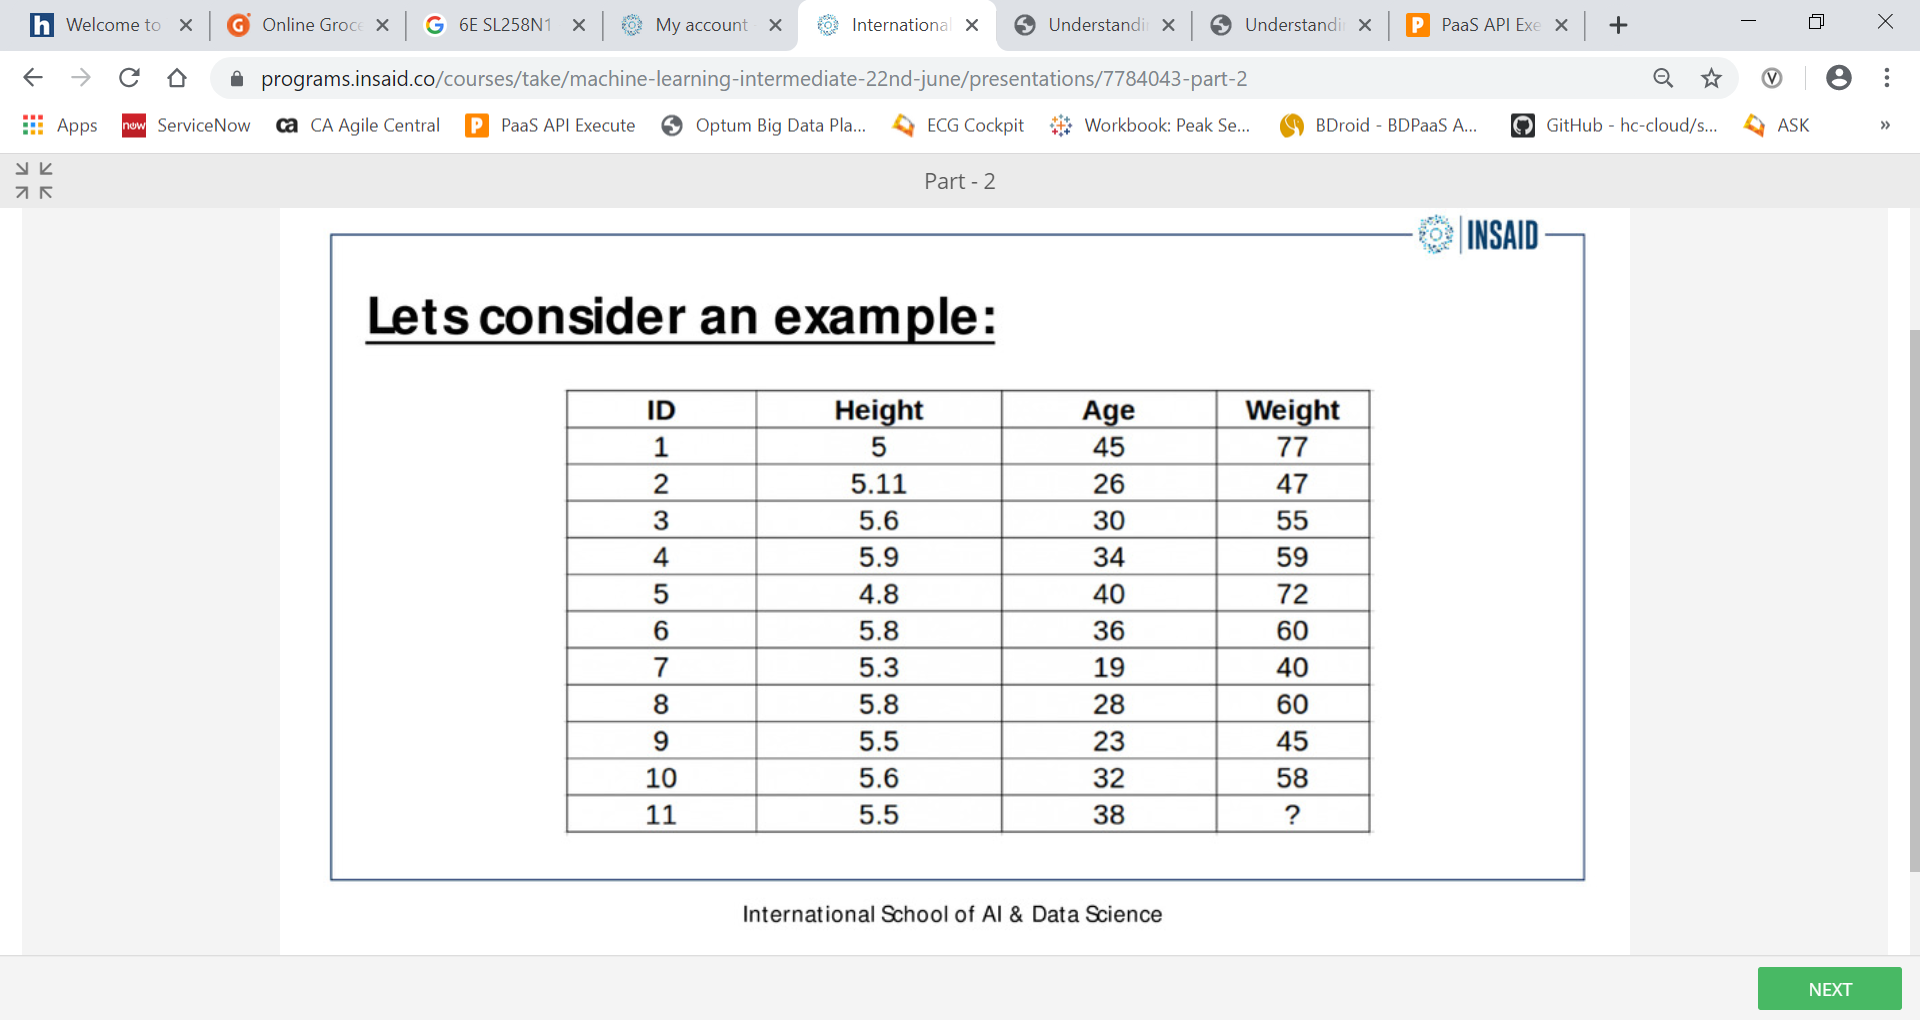 Welcome to
Online Groce
6E SL258N1
My account
International
Understandin
Understandin
PaaS API Exe
programs.insaid.co/courses/take/machine-learning-intermediate-22nd-june/presentations/7784043-part-2
Apps
now ServiceNow
ca CA Agile Central
PaaS API Execute
Optum Big Data Pla...
ECG Cockpit
Workbook: Peak Se...
BDroid - BDPaaS A...
GitHub - hc-cloud/s...
ASK
»
Part - 2
INSAID
Lets consider an example:
ID Height Age Weight
1 5 45 77
2 5.11 26 47
3 5.6 30 55
4 5.9 34 59
5 4.8 40 72
6 5.8 36 60
7 5.3 19 40
8 5.8 28 60
9 5.5 23 45
10 5.6 32 58
11 5.5 38 ?
International School of AI & Data Science
NEXT